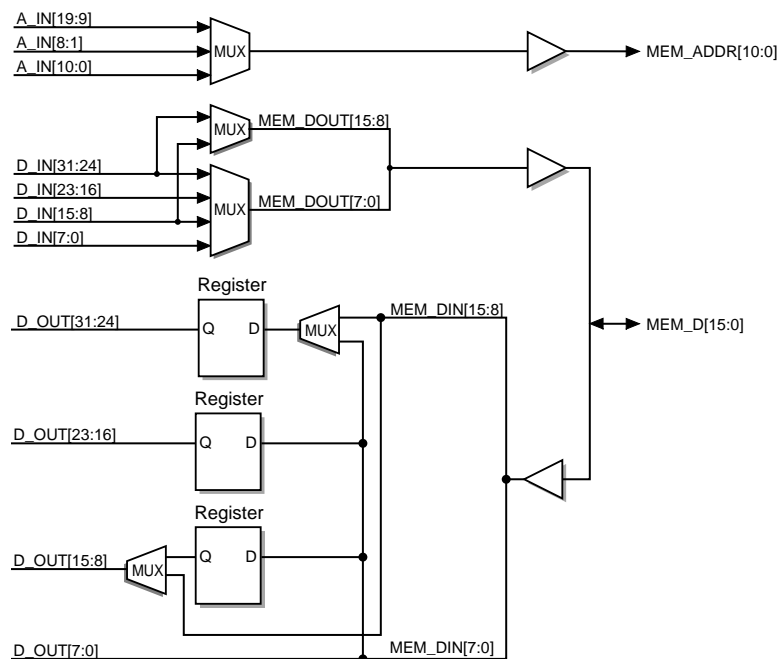 A_IN[19:9]
A_IN[8:1]
A_IN[10:0]
MUX
MEM_ADDR[10:0]
MUX
MEM_DOUT[15:8]
D_IN[31:24]
D_IN[23:16]
D_IN[15:8]
D_IN[7:0]
MUX
MEM_DOUT[7:0]
Register
D_OUT[31:24]
Q D
MUX
MEM_DIN[15:8]
MEM_D[15:0]
Register
D_OUT[23:16]
Q D
Register
D_OUT[15:8]
MUX
Q D
D_OUT[7:0]
MEM_DIN[7:0]